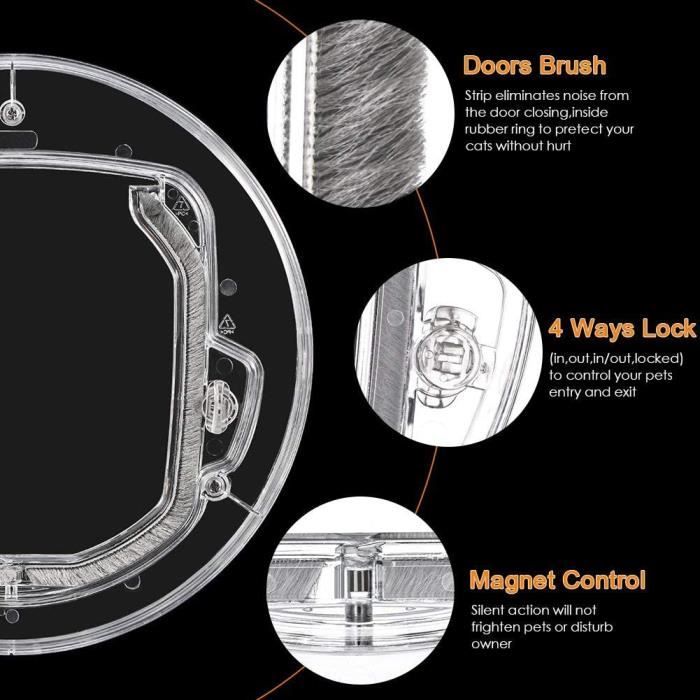 Doors Brush
Strip eliminates noise from
the door closing,inside
rubber ring to pretect your
cats without hurt
4 Ways Lock
(in,out,in/out,locked)
to control your pets
entry and exit
Magnet Control
Silent action will not
frighten pets or disturb
owner